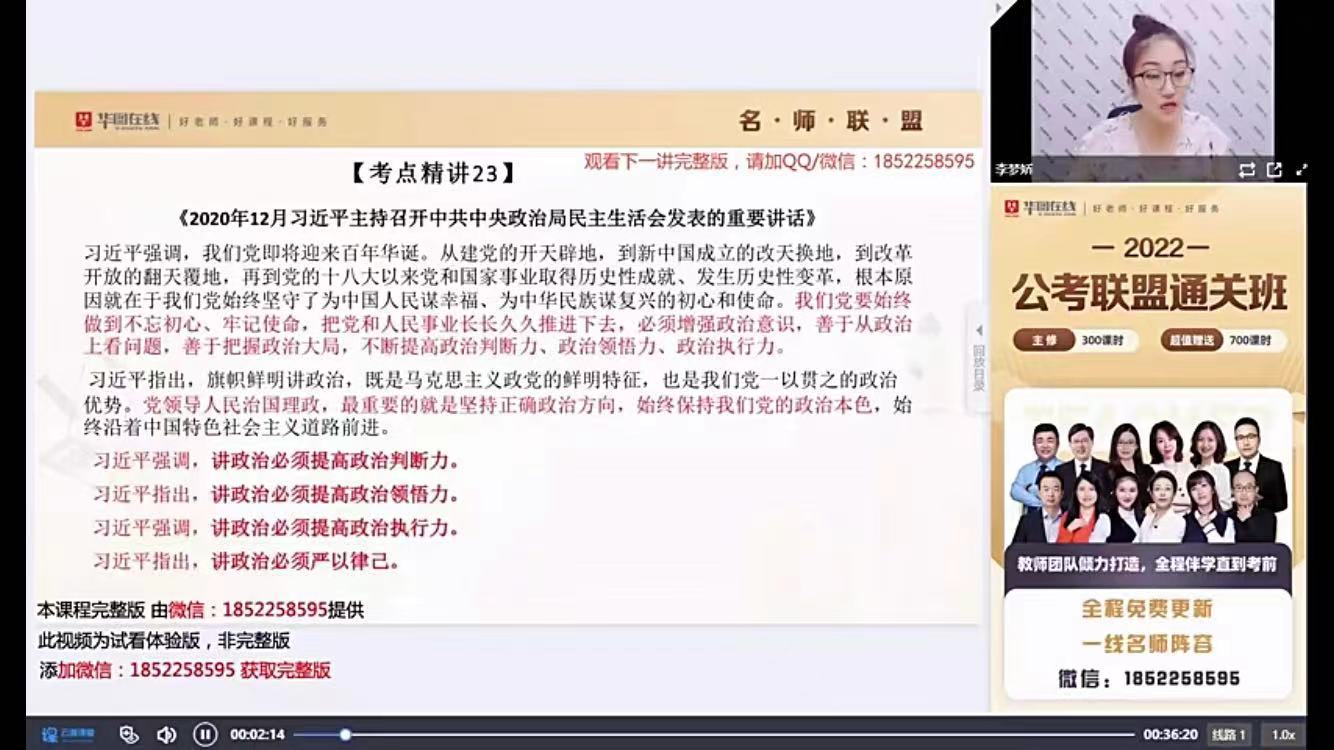 华图在线 | 好老师·好课程·好服务
名·师·联·盟
观看下一讲完整版，请加QQ/微信：1852258595
【考点精讲23】
《2020年12月习近平主持召开中共中央政治局民主生活会发表的重要讲话》
习近平强调，我们党即将迎来百年华诞。从建党的开天辟地，到新中国成立的改天换地，到改革
开放的翻天覆地，再到党的十八大以来党和国家事业取得历史性成就、发生历史性变革，根本原
因就在于我们党始终坚守了为中国人民谋幸福、为中华民族谋复兴的初心和使命。我们党要始终
做到不忘初心、牢记使命，把党和人民事业长长久久推进下去，必须增强政治意识，善于从政治
上看问题，善于把握政治大局，不断提高政治判断力、政治领悟力、政治执行力。
习近平指出，旗帜鲜明讲政治，既是马克思主义政党的鲜明特征，也是我们党一以贯之的政治
优势。党领导人民治国理政，最重要的就是坚持正确政治方向，始终保持我们党的政治本色，始
终沿着中国特色社会主义道路前进。
习近平强调，讲政治必须提高政治判断力。
习近平指出，讲政治必须提高政治领悟力。
习近平强调，讲政治必须提高政治执行力。
习近平指出，讲政治必须严以律己。
本课程完整版 由微信：1852258595提供
此视频为试看体验版，非完整版
添加微信：1852258595 获取完整版
回放目录
李梦娇
华图在线 | 好老师·好课程·好服务
2022
公考联盟通关班
主修 300课时 超值赠送 700课时
教师团队倾力打造，全程伴学直到考前
全程免费更新
一线名师阵容
微信：1852258595
00:02:14
00:36:20 线路1 1.0x